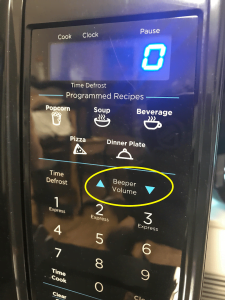 Cook Clock Pause
0
Time Defrost
Programmed Recipes
Popcorn Soup Beverage
Pizza Dinner Plate
Time
Defrost
Beeper
Volume
1 2 3
Express Express Express
4 5 6
7 8 9
Time
Cook
0
Clear